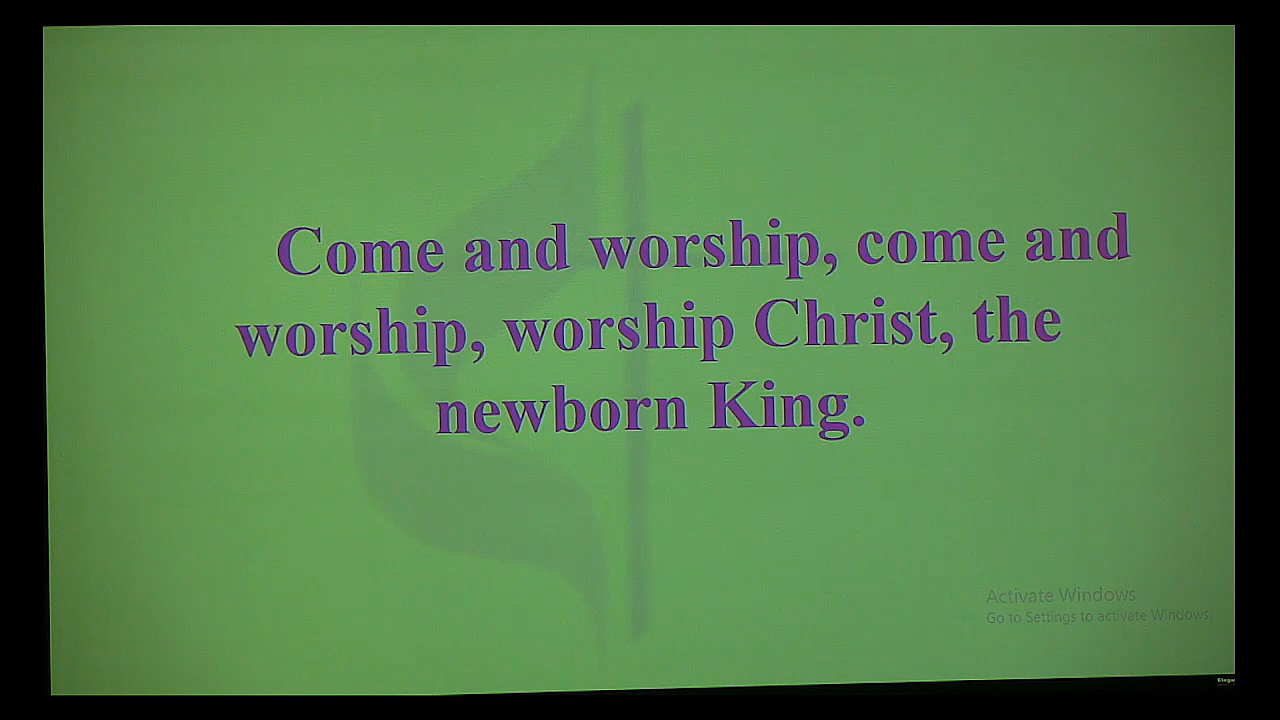 Come and worship, come and
worship, worship Christ, the
newborn King.
Activate Windows
Go to Settings to activate Windows.